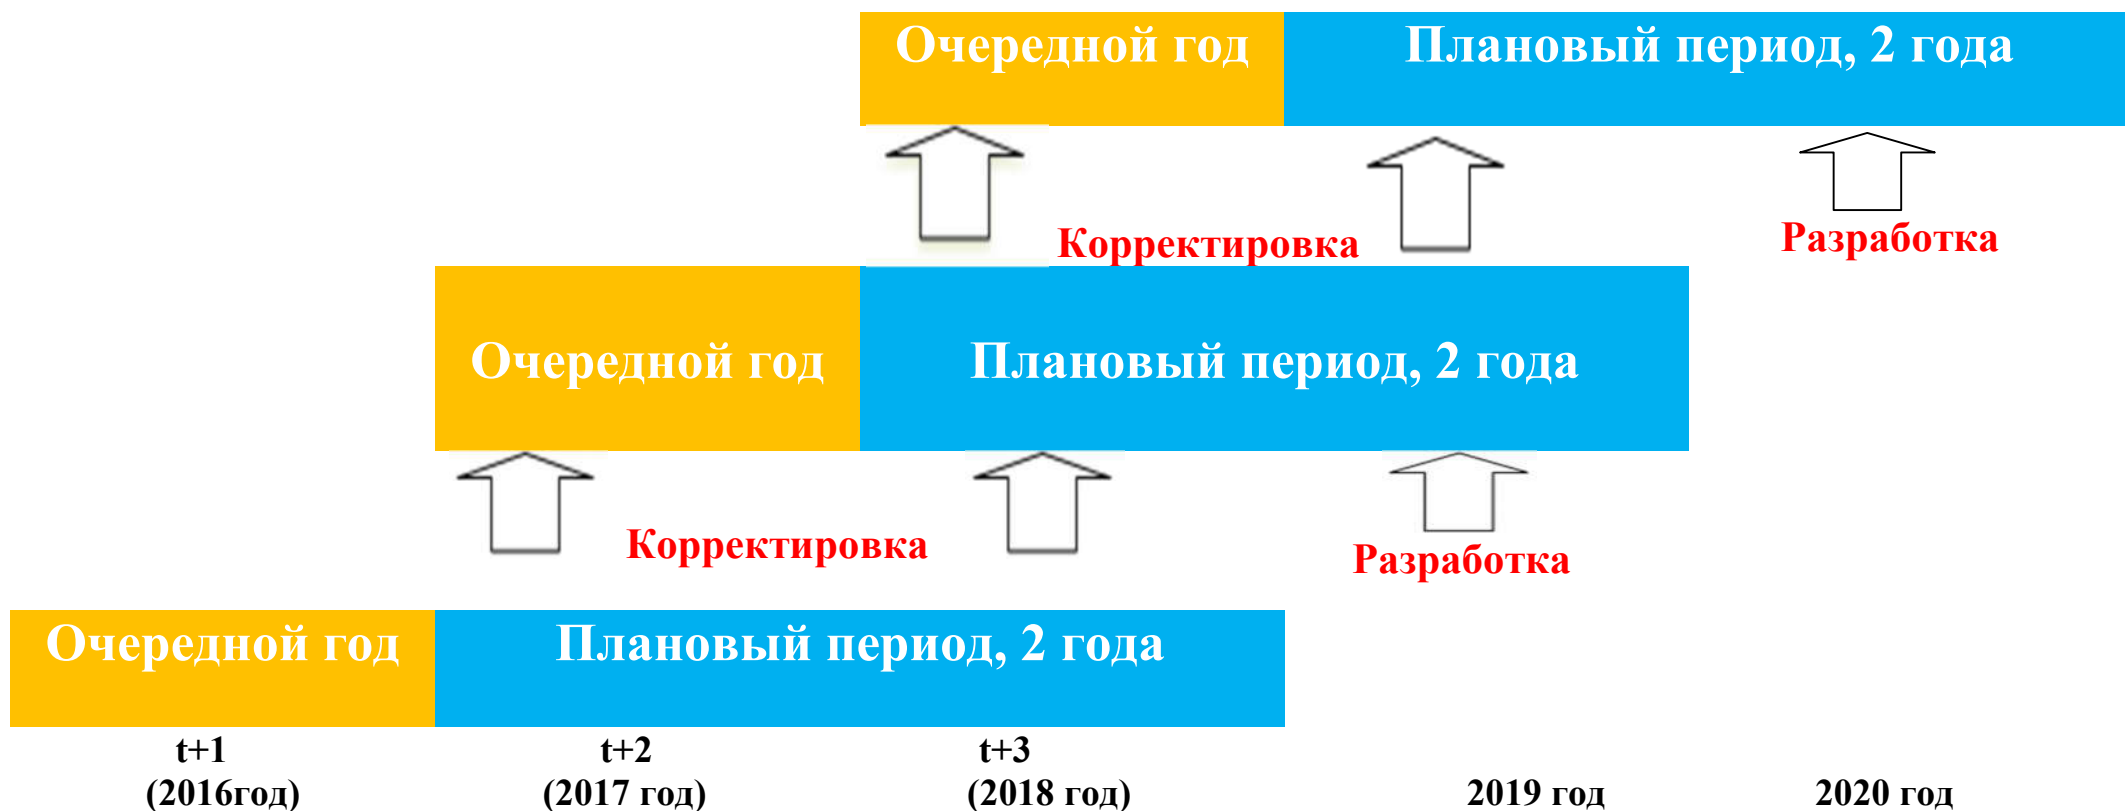 Очередной год
Плановый период, 2 года
Корректировка
Разработка
Очередной год
Плановый период, 2 года
Корректировка
Разработка
Очередной год
Плановый период, 2 года
t+1
t+2
t+3
(2016год)
(2017 год)
(2018 год)
2019 год
2020 год